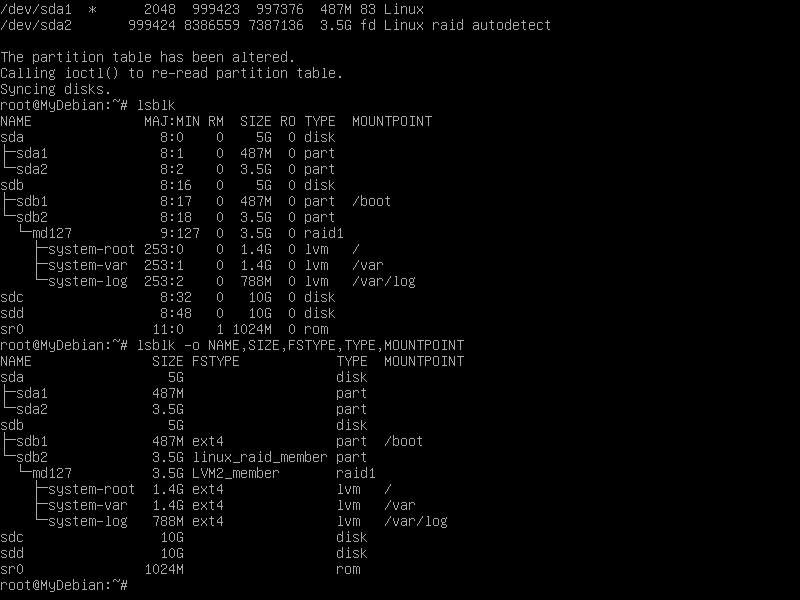 /dev/sda1  *      2048  999423  997376  487M 83 Linux
/dev/sda2       999424 8386559 7387136  3.5G fd Linux raid autodetect

The partition table has been altered.
Calling ioctl() to re-read partition table.
Syncing disks.
root@MyDebian:~# lsblk
NAME              MAJ:MIN RM   SIZE RO TYPE  MOUNTPOINT
sda                 8:0    0     5G  0 disk
├─sda1              8:1    0   487M  0 part
└─sda2              8:2    0   3.5G  0 part
sdb                 8:16   0     5G  0 disk
├─sdb1              8:17   0   487M  0 part  /boot
└─sdb2              8:18   0   3.5G  0 part
  └─md127           9:127  0   3.5G  0 raid1
    ├─system-root 253:0    0   1.4G  0 lvm   /
    ├─system-var  253:1    0   1.4G  0 lvm   /var
    └─system-log  253:2    0   788M  0 lvm   /var/log
sdc                 8:32   0    10G  0 disk
sdd                 8:48   0    10G  0 disk
sr0                11:0    1  1024M  0 rom
root@MyDebian:~# lsblk -o NAME,SIZE,FSTYPE,TYPE,MOUNTPOINT
NAME               SIZE FSTYPE            TYPE  MOUNTPOINT
sda                  5G                   disk
├─sda1             487M                   part
└─sda2             3.5G                   part
sdb                  5G                   disk
├─sdb1             487M ext4              part  /boot
└─sdb2             3.5G linux_raid_member part
  └─md127          3.5G LVM2_member       raid1
    ├─system-root  1.4G ext4              lvm   /
    ├─system-var   1.4G ext4              lvm   /var
    └─system-log   788M ext4              lvm   /var/log
sdc                 10G                   disk
sdd                 10G                   disk
sr0               1024M                   rom
root@MyDebian:~#